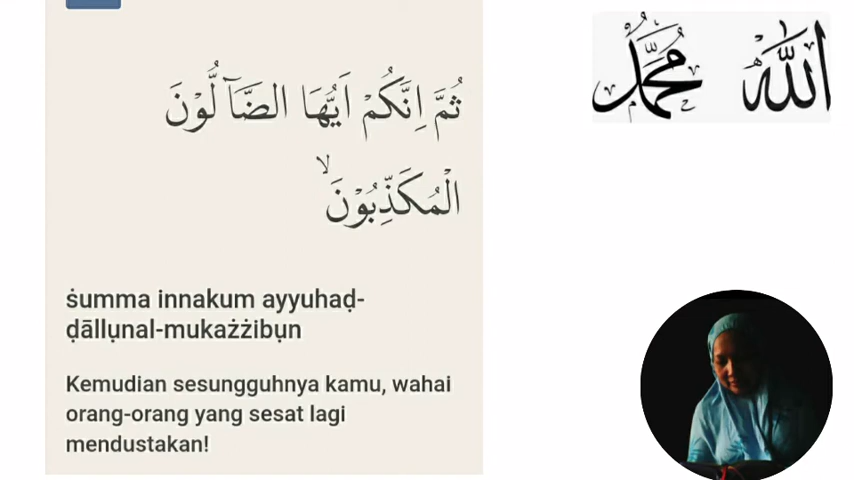 ثُمَّ اِنَّكُمْ اَيُّهَا الضَّاۤلُّوْنَ
الْمُكَذِّبُوْنَۙ
ṡumma innakum ayyuhaḍ-
ḍāllụnal-mukażżibụn
Kemudian sesungguhnya kamu, wahai
orang-orang yang sesat lagi
mendustakan!
الله
محمد